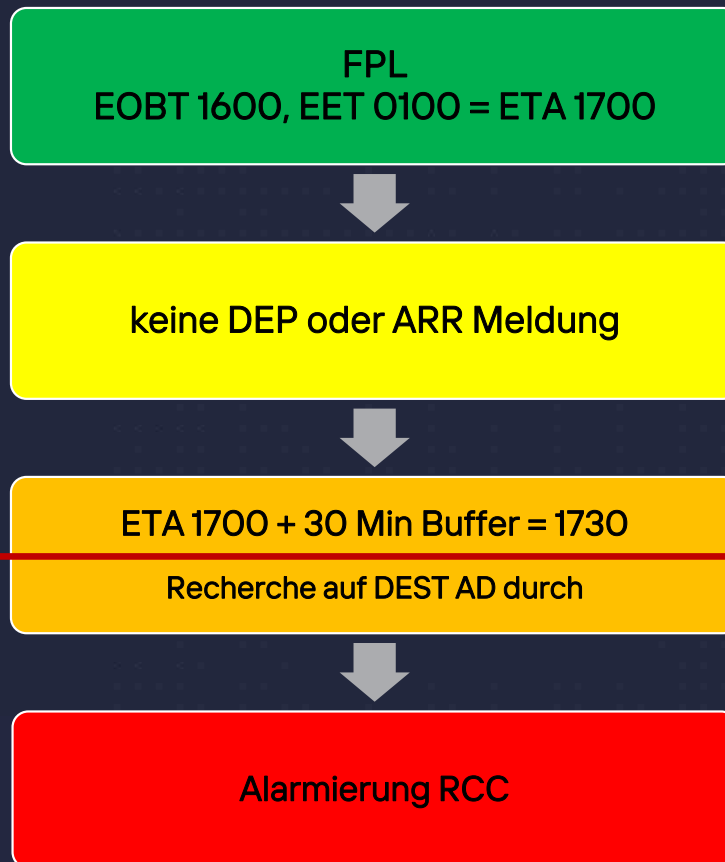 FPL
EOBT 1600, EET 0100 = ETA 1700
keine DEP oder ARR Meldung
ETA 1700 + 30 Min Buffer = 1730
Recherche auf DEST AD durch
Alarmierung RCC